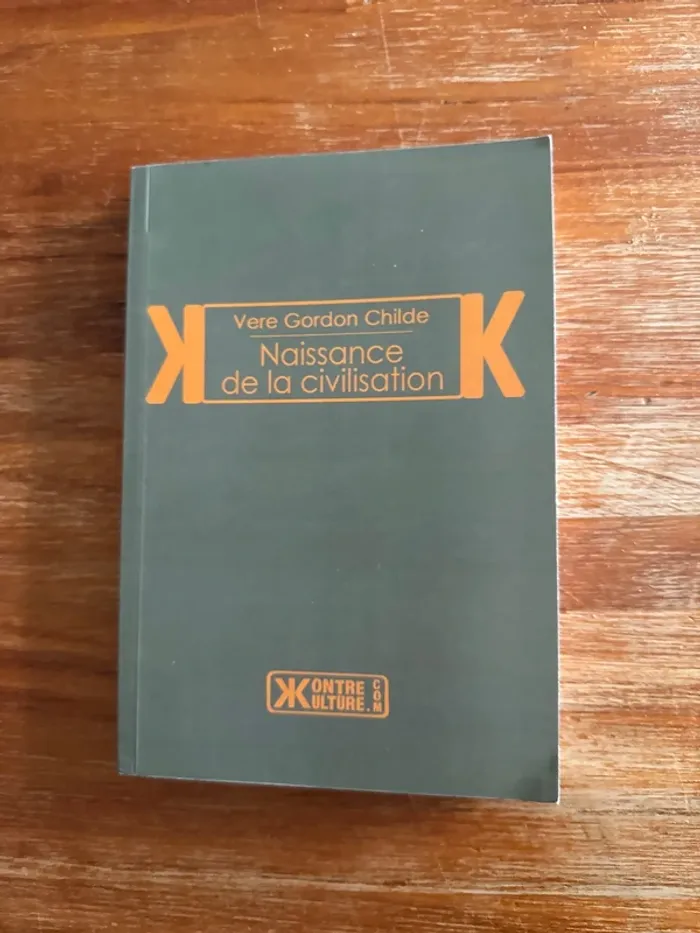 Vere Gordon Childe
Naissance
de la civilisation
K K
KONTRE
KULTURE.COM